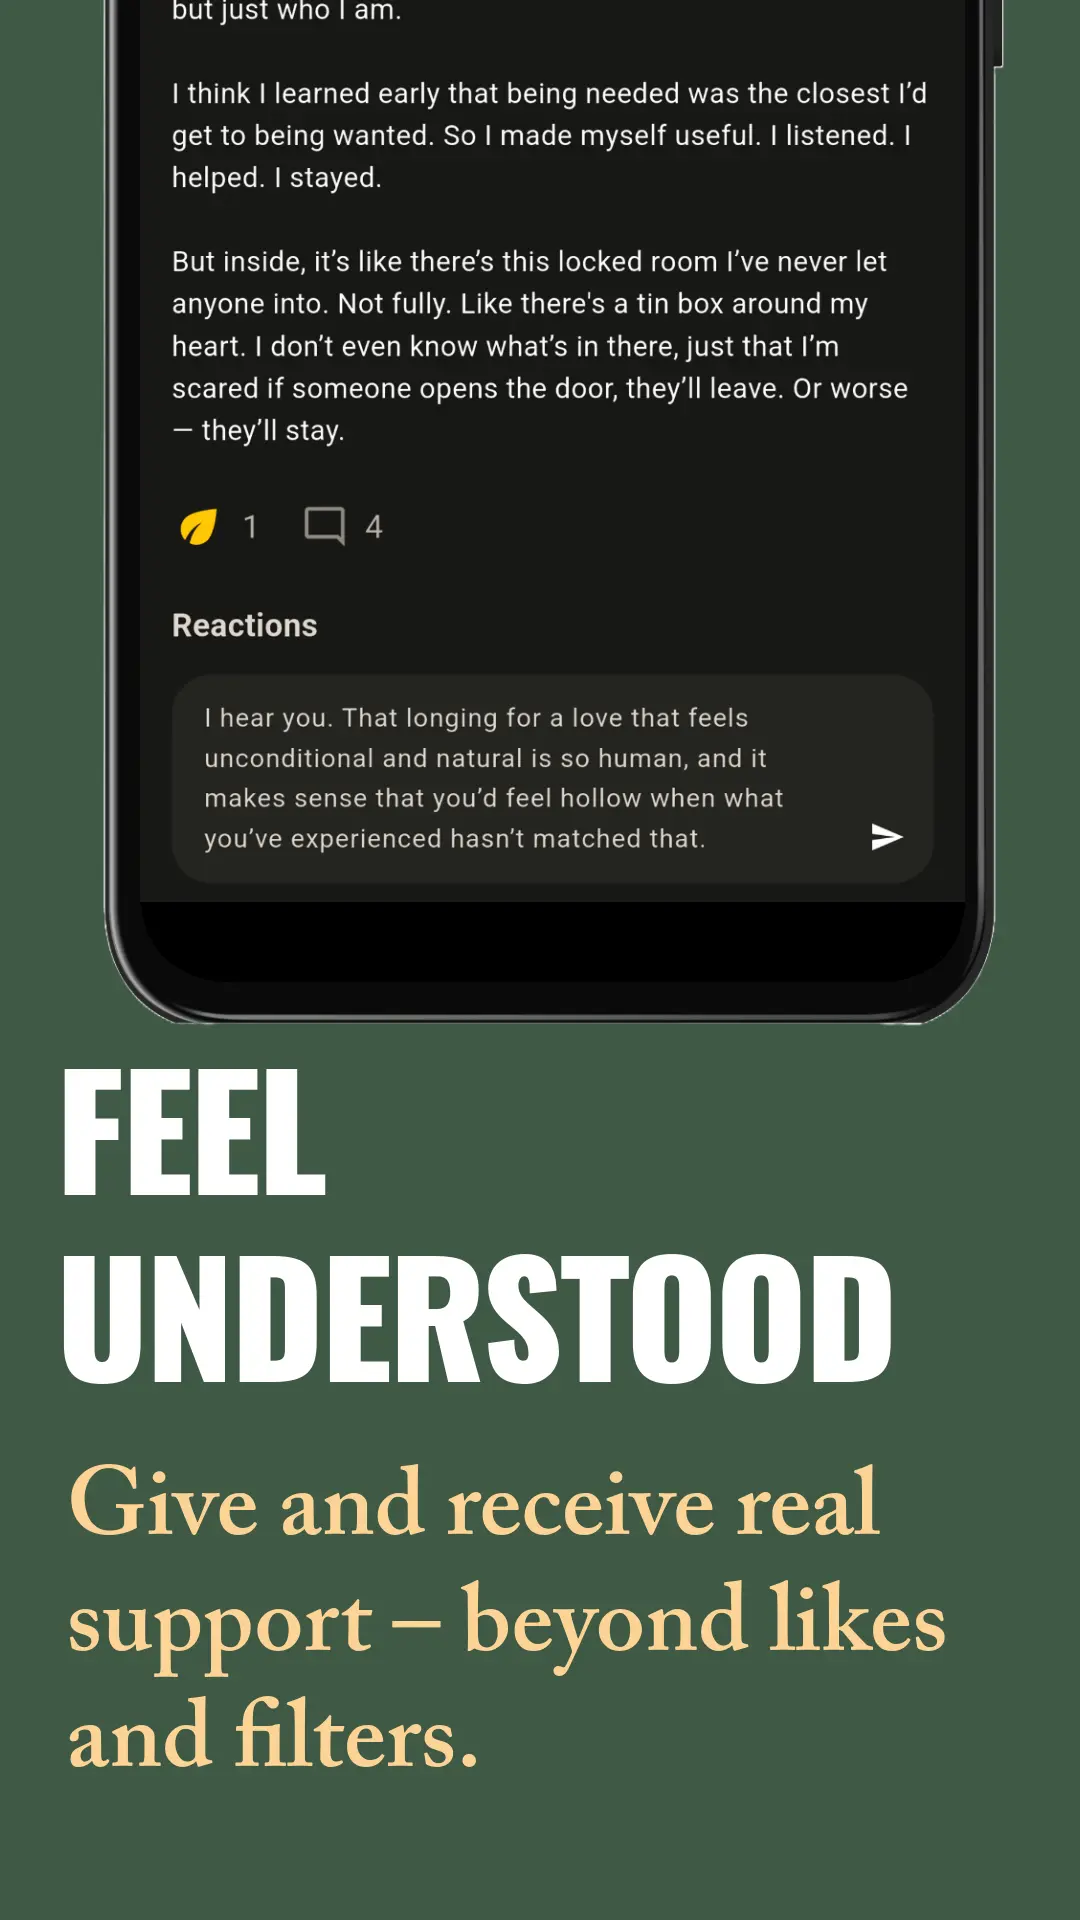 but just who I am.
I think I learned early that being needed was the closest I’d
get to being wanted. So I made myself useful. I listened. I
helped. I stayed.
But inside, it’s like there’s this locked room I’ve never let
anyone into. Not fully. Like there's a tin box around my
heart. I don’t even know what’s in there, just that I’m
scared if someone opens the door, they’ll leave. Or worse
— they’ll stay.
1 4
Reactions
I hear you. That longing for a love that feels
unconditional and natural is so human, and it
makes sense that you’d feel hollow when what
you’ve experienced hasn’t matched that.
FEEL
UNDERSTOOD
Give and receive real
support – beyond likes
and filters.